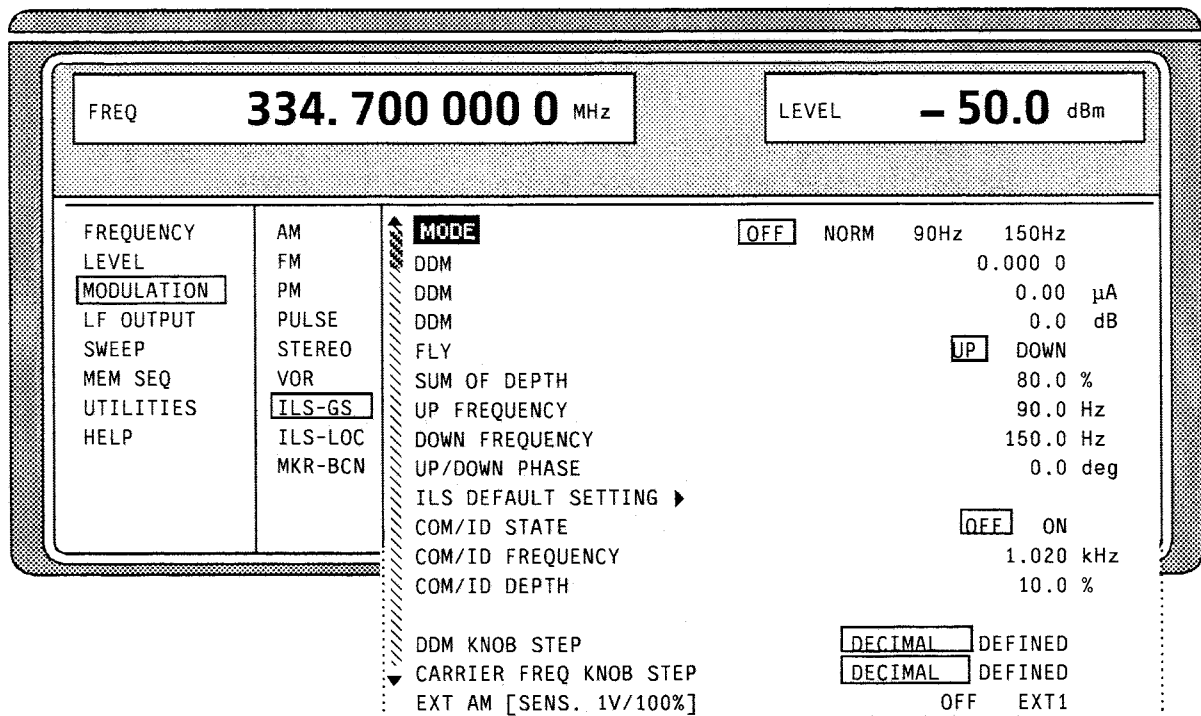 FREQ 334. 700 000 0 MHz
LEVEL – 50.0 dBm
FREQUENCY
LEVEL
MODULATION
LF OUTPUT
SWEEP
MEM SEQ
UTILITIES
HELP
AM
FM
PM
PULSE
STEREO
VOR
ILS-GS
ILS-LOC
MKR-BCN
MODE OFF NORM 90Hz 150Hz
DDM 0.000 0
DDM 0.00 µA
DDM 0.0 dB
FLY UP DOWN
SUM OF DEPTH 80.0 %
UP FREQUENCY 90.0 Hz
DOWN FREQUENCY 150.0 Hz
UP/DOWN PHASE 0.0 deg
ILS DEFAULT SETTING
COM/ID STATE OFF ON
COM/ID FREQUENCY 1.020 kHz
COM/ID DEPTH 10.0 %
DDM KNOB STEP DECIMAL DEFINED
CARRIER FREQ KNOB STEP DECIMAL DEFINED
EXT AM [SENS. 1V/100%] OFF EXT1